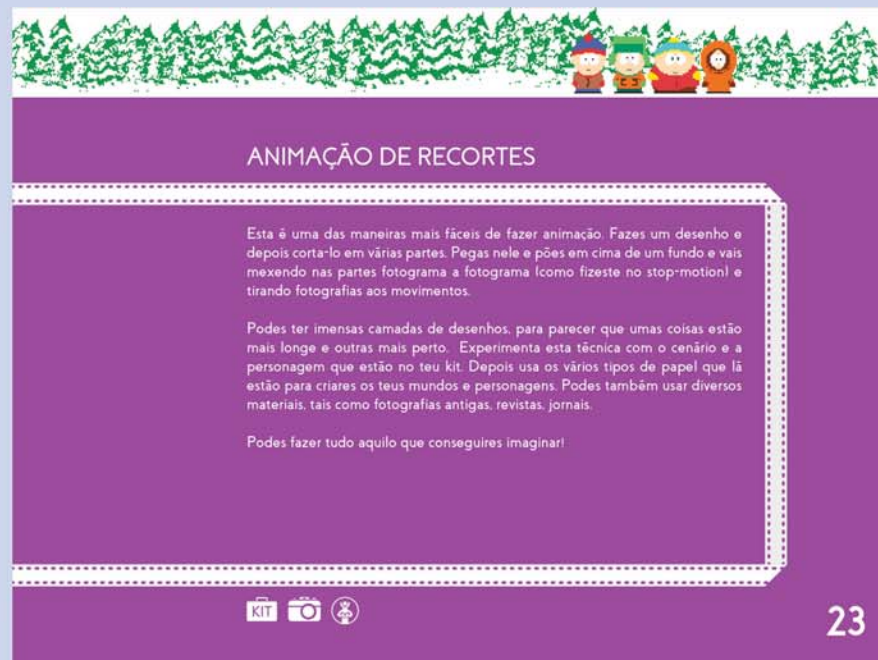 ANIMAÇÃO DE RECORTES
Esta é uma das maneiras mais fáceis de fazer animação. Fazes um desenho e
depois corta-lo em várias partes. Pegas nele e pões em cima de um fundo e vais
mexendo nas partes fotograma a fotograma (como fizeste no stop-motion) e
tirando fotografias aos movimentos.
Podes ter imensas camadas de desenhos, para parecer que umas coisas estão
mais longe e outras mais perto. Experimenta esta técnica com o cenário e a
personagem que estão no teu kit. Depois usa os vários tipos de papel que lá
estão para criares os teus mundos e personagens. Podes também usar diversos
materiais, tais como fotografias antigas, revistas, jornais.
Podes fazer tudo aquilo que conseguires imaginar!
KIT
23